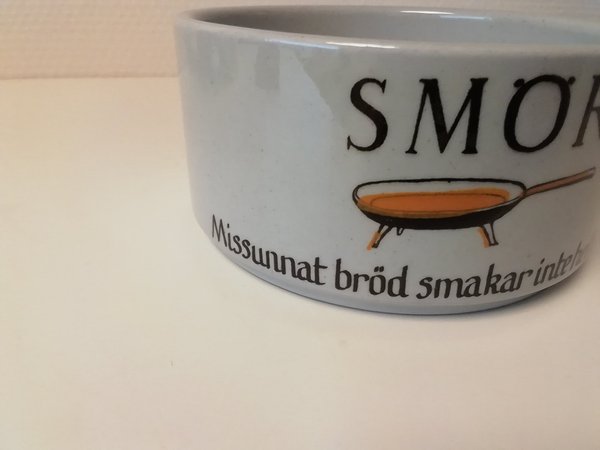 SMÖR
Missunnat bröd smakar inte